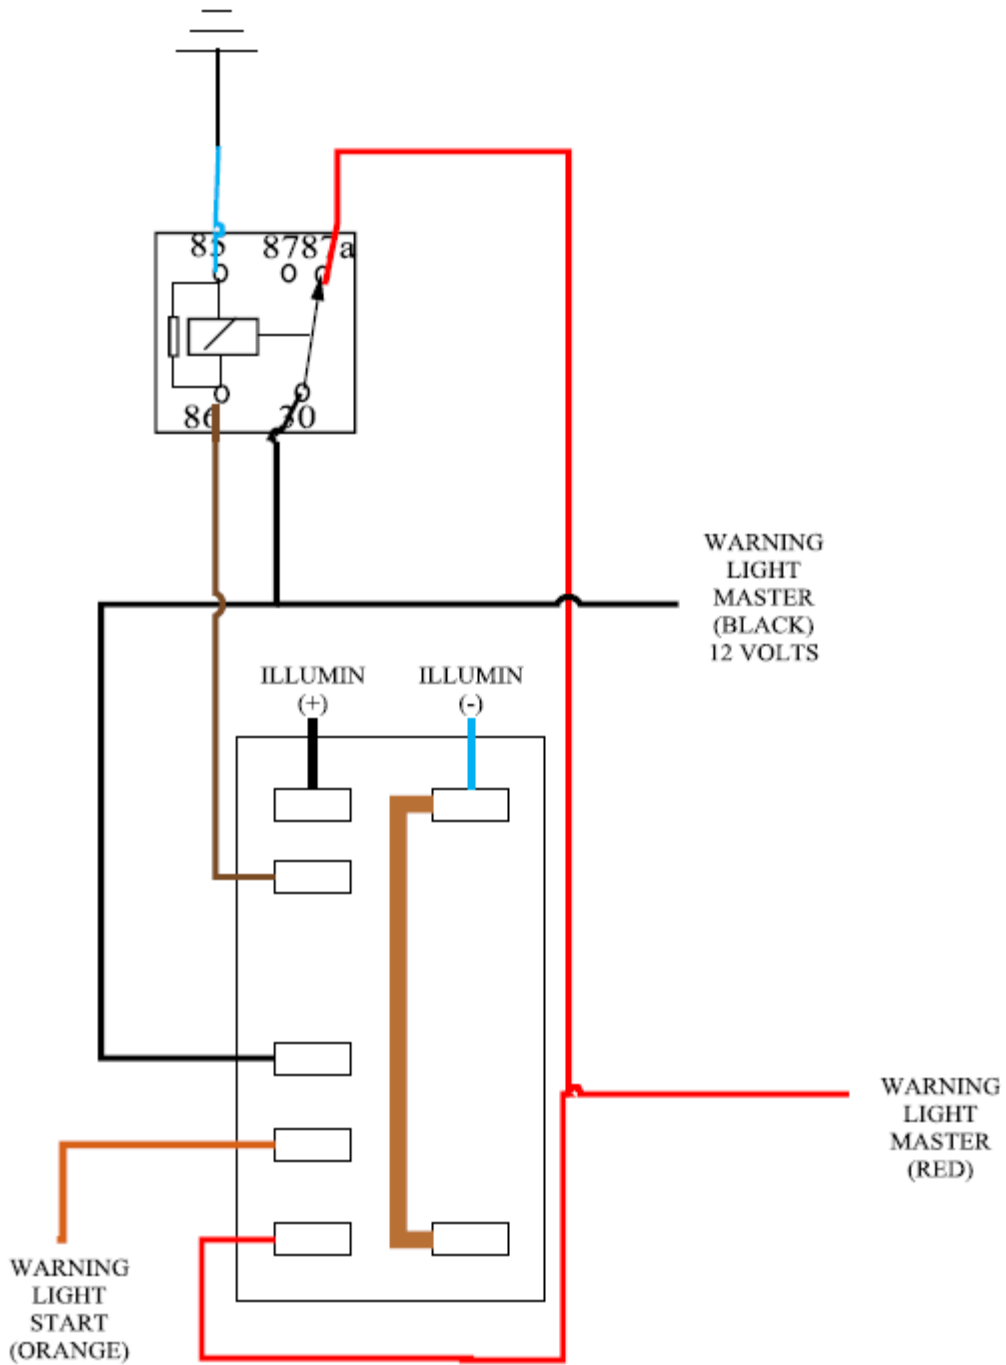 85 87 87a
86 30
WARNING
LIGHT
MASTER
(BLACK)
12 VOLTS
ILLUMIN
(+)
ILLUMIN
(-)
WARNING
LIGHT
MASTER
(RED)
WARNING
LIGHT
START
(ORANGE)